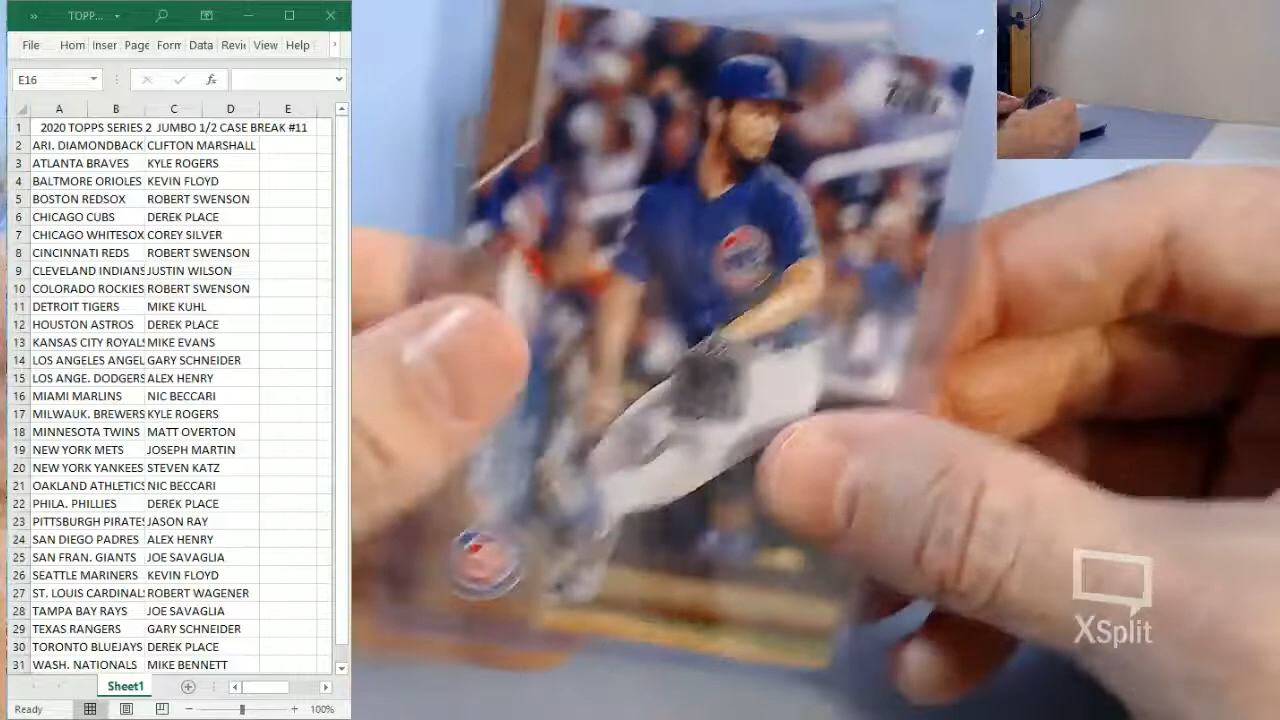 TOPP...
File Hom Inser Page Form Data Revi View Help
E16
fx
A B C D E
1 2020 TOPPS SERIES 2 JUMBO 1/2 CASE BREAK #11
2 ARI. DIAMONDBACK CLIFTON MARSHALL
3 ATLANTA BRAVES KYLE ROGERS
4 BALTMORE ORIOLES KEVIN FLOYD
5 BOSTON REDSOX ROBERT SWENSON
6 CHICAGO CUBS DEREK PLACE
7 CHICAGO WHITESOX COREY SILVER
8 CINCINNATI REDS ROBERT SWENSON
9 CLEVELAND INDIANS JUSTIN WILSON
10 COLORADO ROCKIES ROBERT SWENSON
11 DETROIT TIGERS MIKE KUHL
12 HOUSTON ASTROS DEREK PLACE
13 KANSAS CITY ROYALS MIKE EVANS
14 LOS ANGELES ANGEL GARY SCHNEIDER
15 LOS ANGE. DODGERS ALEX HENRY
16 MIAMI MARLINS NIC BECCARI
17 MILWAUK. BREWERS KYLE ROGERS
18 MINNESOTA TWINS MATT OVERTON
19 NEW YORK METS JOSEPH MARTIN
20 NEW YORK YANKEES STEVEN KATZ
21 OAKLAND ATHLETICS NIC BECCARI
22 PHILA. PHILLIES DEREK PLACE
23 PITTSBURGH PIRATES JASON RAY
24 SAN DIEGO PADRES ALEX HENRY
25 SAN FRAN. GIANTS JOE SAVAGLIA
26 SEATTLE MARINERS KEVIN FLOYD
27 ST. LOUIS CARDINALS ROBERT WAGENER
28 TAMPA BAY RAYS JOE SAVAGLIA
29 TEXAS RANGERS GARY SCHNEIDER
30 TORONTO BLUEJAYS DEREK PLACE
31 WASH. NATIONALS MIKE BENNETT
Sheet1
Ready 100%
XSplit